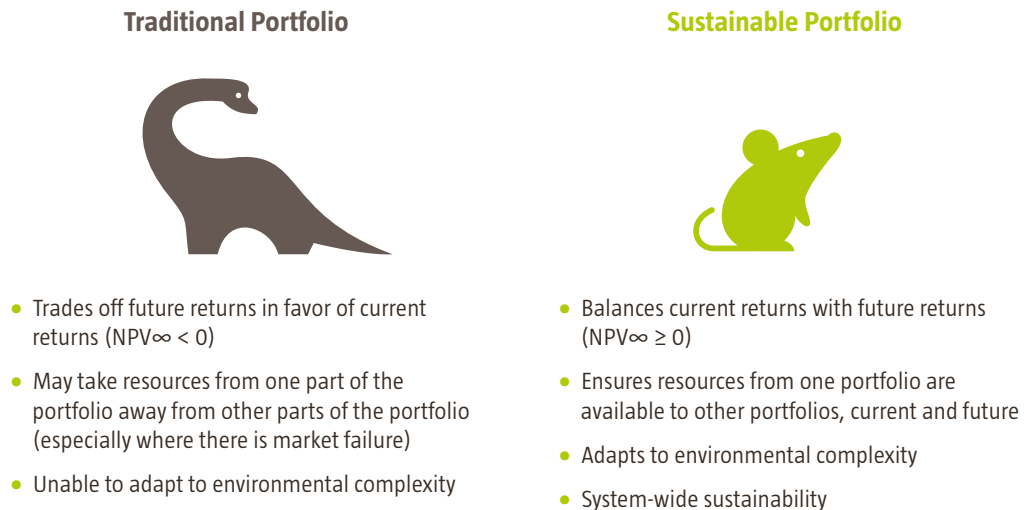 Traditional Portfolio
Trades off future returns in favor of current
returns (NPV∞ < 0)
May take resources from one part of the
portfolio away from other parts of the portfolio
(especially where there is market failure)
Unable to adapt to environmental complexity
Sustainable Portfolio
Balances current returns with future returns
(NPV∞ ≥ 0)
Ensures resources from one portfolio are
available to other portfolios, current and future
Adapts to environmental complexity
System-wide sustainability